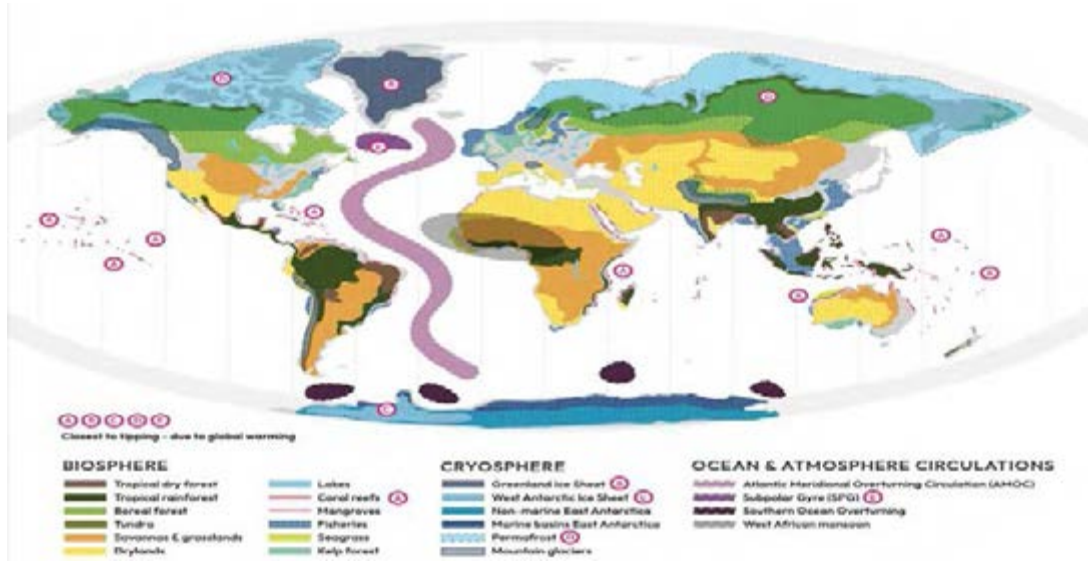 A B C D E
Closest to tipping – due to global warming
BIOSPHERE
Tropical dry forest
Tropical rainforest
Boreal forest
Tundra
Savannas & grasslands
Drylands
Lakes
Coral reefs A
Mangroves
Fisheries
Seagrass
Kelp forest
CRYOSPHERE
Greenland Ice Sheet B
West Antarctic Ice Sheet C
Non-marine East Antarctica
Marine basins East Antarctica
Permafrost D
Mountain glaciers
OCEAN & ATMOSPHERE CIRCULATIONS
Atlantic Meridional Overturning Circulation (AMOC)
Subpolar Gyre (SPG) E
Southern Ocean Overturning
West African monsoon